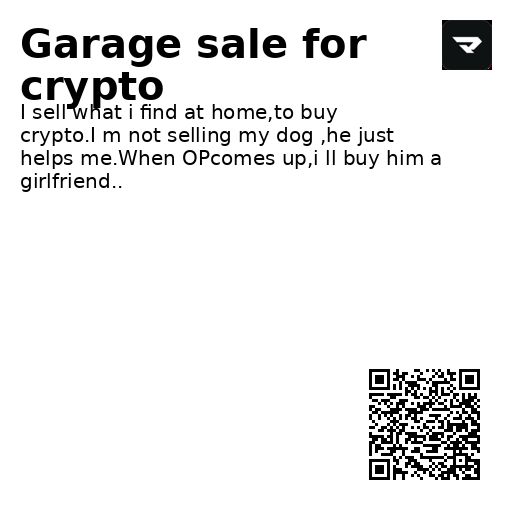 Garage sale for
crypto
I sell what i find at home,to buy
crypto.I m not selling my dog ,he just
helps me.When OPcomes up,i ll buy him a
girlfriend..